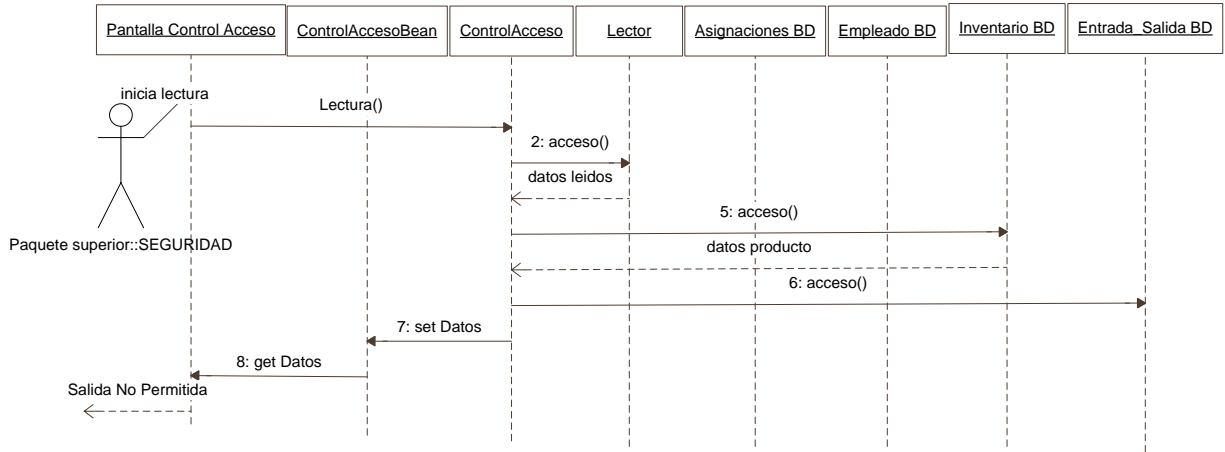 Pantalla Control Acceso
ControlAccesoBean
ControlAcceso
Lector
Asignaciones BD
Empleado BD
Inventario BD
Entrada_Salida BD
inicia lectura
Lectura()
2: acceso()
datos leidos
5: acceso()
Paquete superior::SEGURIDAD
datos producto
6: acceso()
7: set Datos
8: get Datos
Salida No Permitida